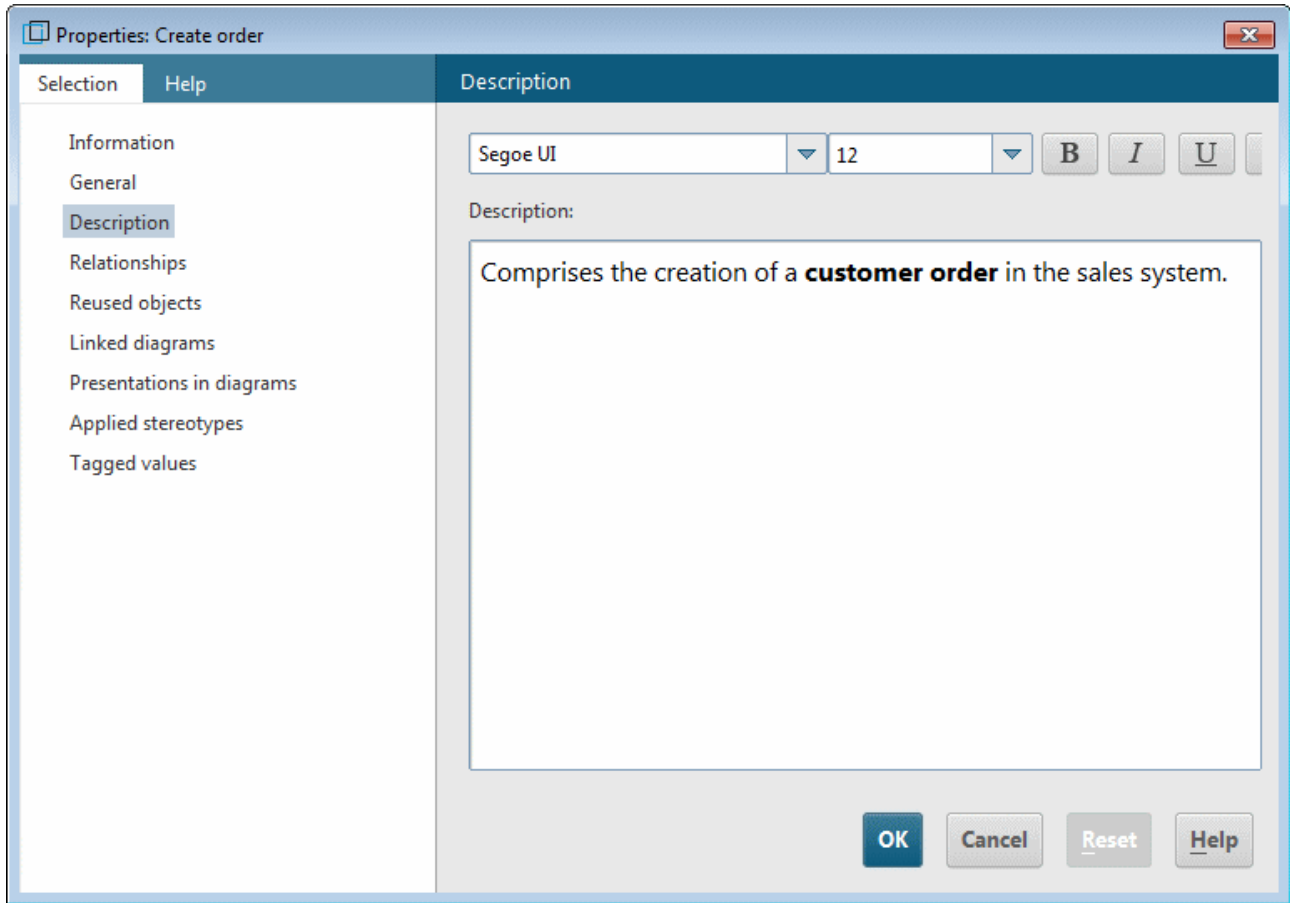 Properties: Create order
Selection Help
Description
Information
General
Description
Relationships
Reused objects
Linked diagrams
Presentations in diagrams
Applied stereotypes
Tagged values
Segoe UI 12 B I U
Description:
Comprises the creation of a customer order in the sales system.
OK Cancel Reset Help